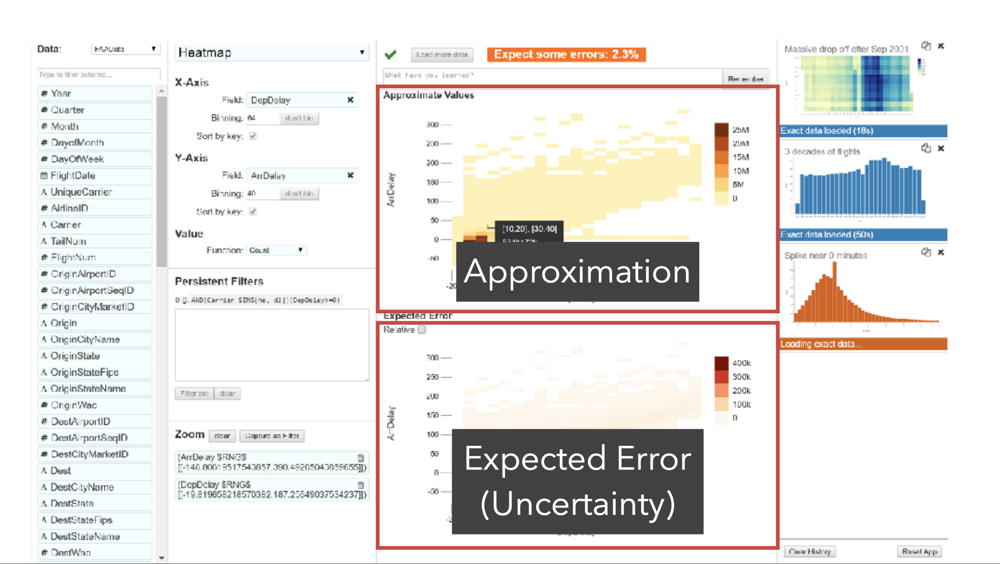 Data:
FAAData
Type to filter schema...
# Year
# Quarter
# Month
# DayofMonth
# DayOfWeek
FlightDate
A UniqueCarrier
# AirlineID
A Carrier
A TailNum
# FlightNum
# OriginAirportID
# OriginAirportSeqID
# OriginCityMarketID
A Origin
A OriginCityName
A OriginState
A OriginStateFips
A OriginStateName
# OriginWac
# DestAirportID
# DestAirportSeqID
# DestCityMarketID
A Dest
A DestCityName
A DestState
A DestStateFips
A DestStateName
# DestWac
Heatmap
X-Axis
Field: DepDelay
Binning: 64 don't bin
Sort by key:
Y-Axis
Field: ArrDelay
Binning: 40 don't bin
Sort by key:
Value
Function: Count
Persistent Filters
e.g. AND(Carrier $IN$[ha, dl])(DepDelay>=0)
Filter set clear
Zoom clear Capture as Filter
(ArrDelay $RNG$
[[-148.80619517540857,390.49205040859655]])
(DepDelay $RNG$
[[-19.819658218570382,187.25649037534237]])
Load more data Expect some errors: 2.3%
What have you learned?
Remember
Approximate Values
ArrDelay
300
250
200
150
100
50
0
-50
-20
25M
20M
15M
10M
5M
0
[10,20], [30,40]
Approximation
Expected Error
Relative
ArrDelay
300
250
200
150
100
50
0
-50
400k
300k
200k
100k
0
Expected Error
(Uncertainty)
DepDelay
Massive drop off after Sep 2001
Exact data loaded (18s)
3 decades of flights
Exact data loaded (50s)
Spike near 0 minutes
Loading exact data...
Clear History Reset App